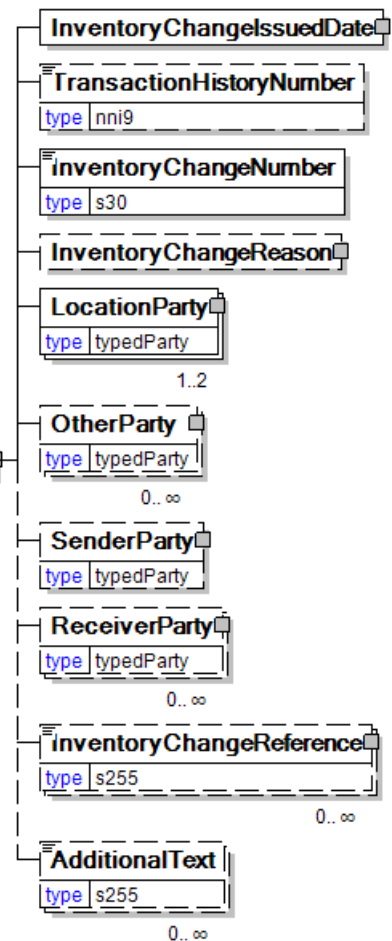 InventoryChangeIssuedDate
TransactionHistoryNumber
type nni9
InventoryChangeNumber
type s30
InventoryChangeReason
LocationParty
type typedParty
1..2
OtherParty
type typedParty
0.. ∞
SenderParty
type typedParty
ReceiverParty
type typedParty
0.. ∞
InventoryChangeReference
type s255
0.. ∞
AdditionalText
type s255
0.. ∞